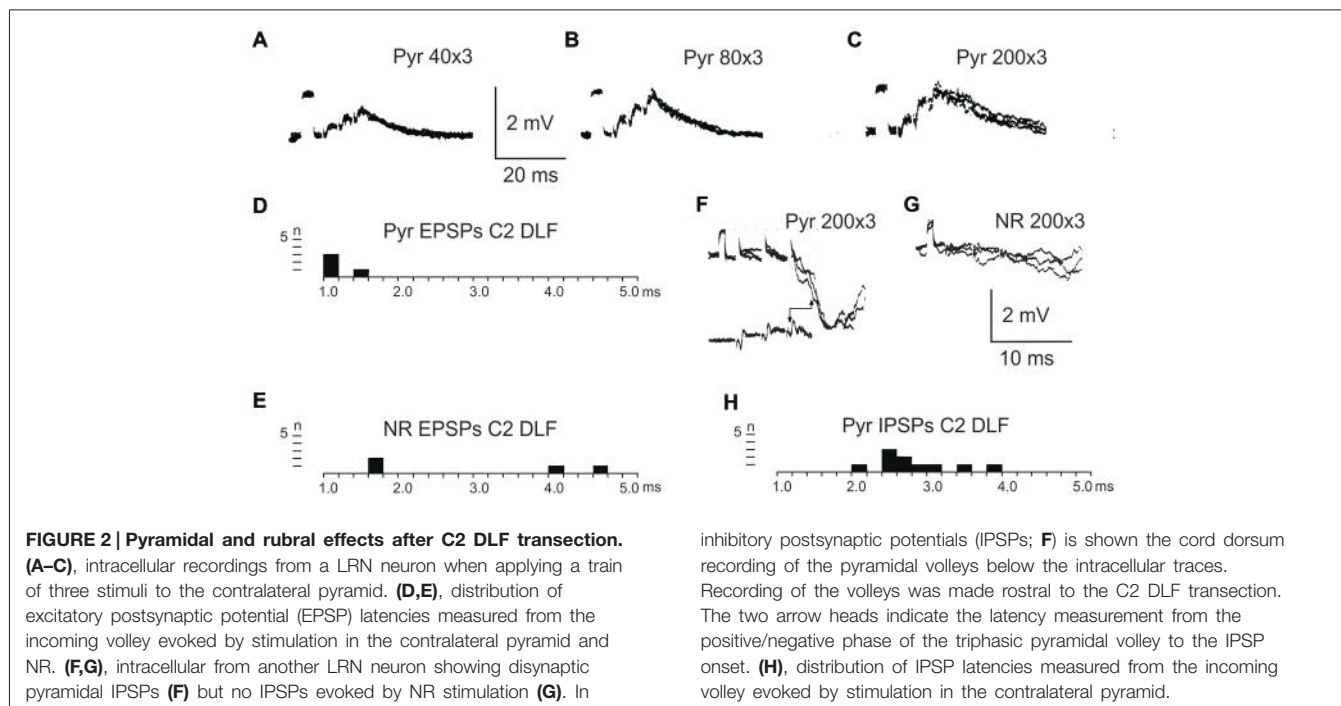 A
Pyr 40x3
B
Pyr 80x3
C
Pyr 200x3
2 mV
20 ms
D
5 n
Pyr EPSPs C2 DLF
1.0 2.0 3.0 4.0 5.0 ms
F
Pyr 200x3
G
NR 200x3
2 mV
10 ms
E
5 n
NR EPSPs C2 DLF
1.0 2.0 3.0 4.0 5.0 ms
H
5 n
Pyr IPSPs C2 DLF
1.0 2.0 3.0 4.0 5.0 ms
FIGURE 2 | Pyramidal and rubral effects after C2 DLF transection.
(A–C), intracellular recordings from a LRN neuron when applying a train
of three stimuli to the contralateral pyramid. (D,E), distribution of
excitatory postsynaptic potential (EPSP) latencies measured from the
incoming volley evoked by stimulation in the contralateral pyramid and
NR. (F,G), intracellular from another LRN neuron showing disynaptic
pyramidal IPSPs (F) but no IPSPs evoked by NR stimulation (G). In
inhibitory postsynaptic potentials (IPSPs; F) is shown the cord dorsum
recording of the pyramidal volleys below the intracellular traces.
Recording of the volleys was made rostral to the C2 DLF transection.
The two arrow heads indicate the latency measurement from the
positive/negative phase of the triphasic pyramidal volley to the IPSP
onset. (H), distribution of IPSP latencies measured from the incoming
volley evoked by stimulation in the contralateral pyramid.